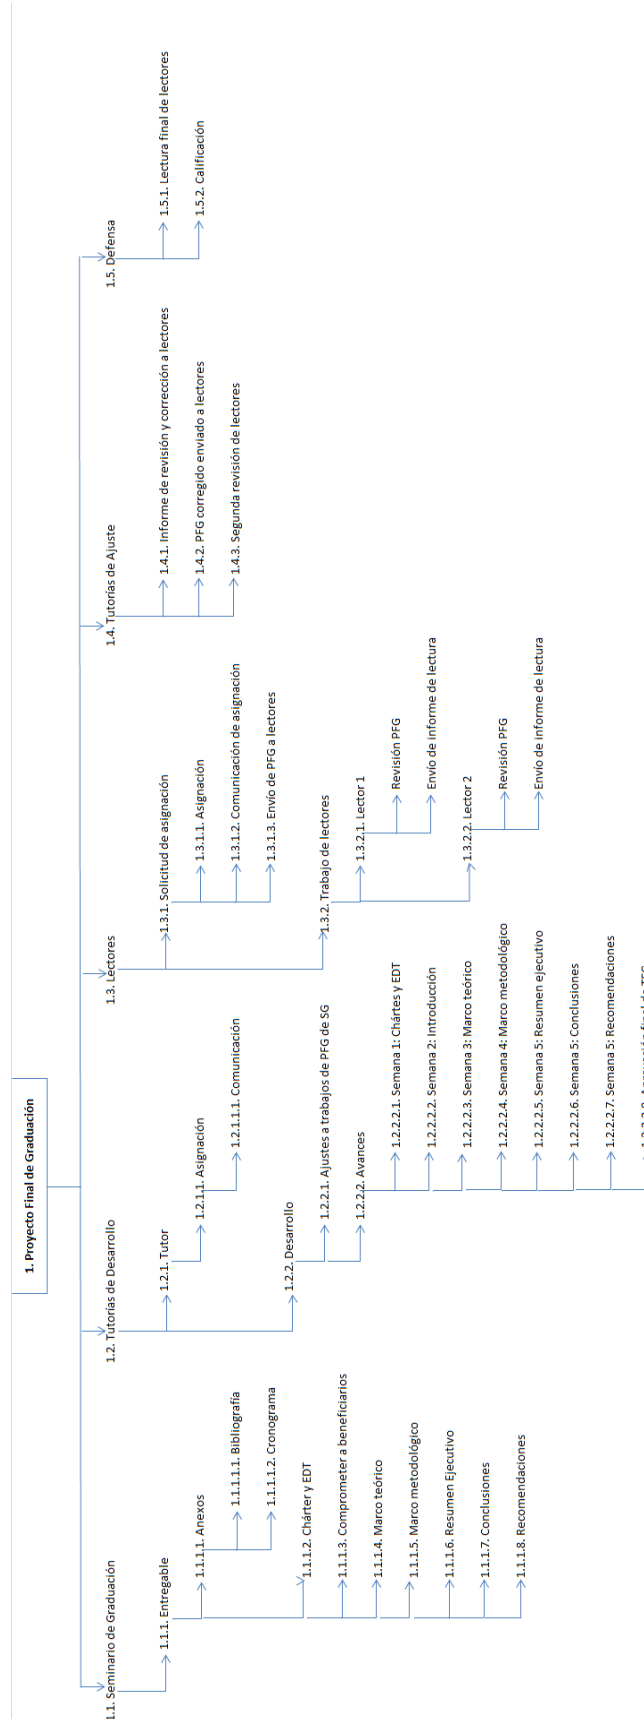 1. Proyecto Final de Graduación
1.1. Seminario de Graduación
1.1.1. Entregable
1.1.1.1. Anexos
1.1.1.1.1. Bibliografía
1.1.1.1.2. Cronograma
1.1.1.2. Chárter y EDT
1.1.1.3. Comprometer a beneficiarios
1.1.1.4. Marco teórico
1.1.1.5. Marco metodológico
1.1.1.6. Resumen Ejecutivo
1.1.1.7. Conclusiones
1.1.1.8. Recomendaciones
1.2. Tutorías de Desarrollo
1.2.1. Tutor
1.2.1.1. Asignación
1.2.1.1.1. Comunicación
1.2.2. Desarrollo
1.2.2.1. Ajustes a trabajos de PFG de SG
1.2.2.2. Avances
1.2.2.2.1. Semana 1: Chártes y EDT
1.2.2.2.2. Semana 2: Introducción
1.2.2.2.3. Semana 3: Marco teórico
1.2.2.2.4. Semana 4: Marco metodológico
1.2.2.2.5. Semana 5: Resumen ejecutivo
1.2.2.2.6. Semana 5: Conclusiones
1.2.2.2.7. Semana 5: Recomendaciones
1.3. Lectores
1.3.1. Solicitud de asignación
1.3.1.1. Asignación
1.3.1.2. Comunicación de asignación
1.3.1.3. Envío de PFG a lectores
1.3.2. Trabajo de lectores
1.3.2.1. Lector 1
Revisión PFG
Envío de informe de lectura
1.3.2.2. Lector 2
Revisión PFG
Envío de informe de lectura
1.4. Tutorías de Ajuste
1.4.1. Informe de revisión y corrección a lectores
1.4.2. PFG corregido enviado a lectores
1.4.3. Segunda revisión de lectores
1.5. Defensa
1.5.1. Lectura final de lectores
1.5.2. Calificación